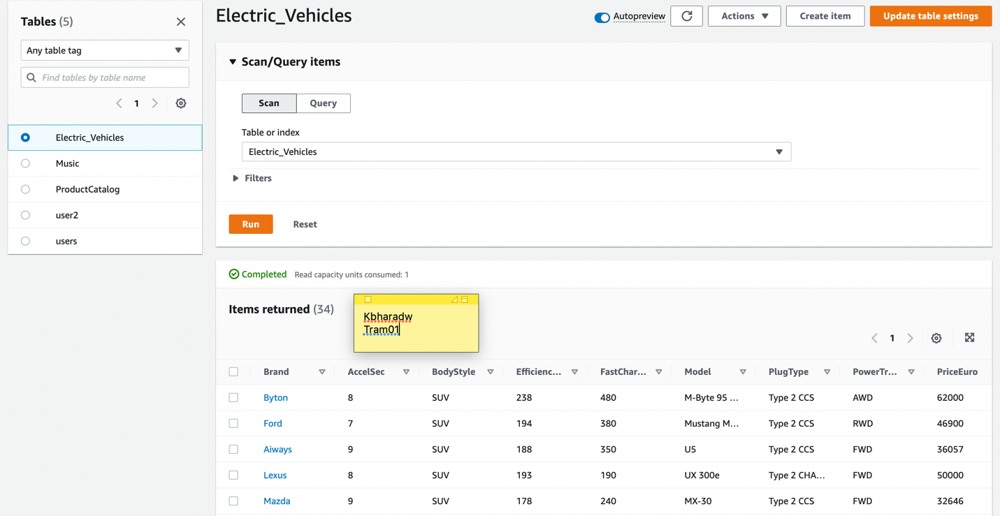 Tables (5)
Any table tag
Find tables by table name
1
Electric_Vehicles
Music
ProductCatalog
user2
users
Electric_Vehicles
Autopreview
Actions
Create item
Update table settings
Scan/Query items
Scan
Query
Table or index
Electric_Vehicles
Filters
Run
Reset
Completed
Read capacity units consumed: 1
Items returned (34)
Kbharadw
Tram01
1
Brand AccelSec BodyStyle Efficienc... FastChar... Model PlugType PowerTr... PriceEuro
Byton 8 SUV 238 480 M-Byte 95 ... Type 2 CCS AWD 62000
Ford 7 SUV 194 380 Mustang M... Type 2 CCS RWD 46900
Aiways 9 SUV 188 350 U5 Type 2 CCS FWD 36057
Lexus 8 SUV 193 190 UX 300e Type 2 CHA... FWD 50000
Mazda 9 SUV 178 240 MX-30 Type 2 CCS FWD 32646